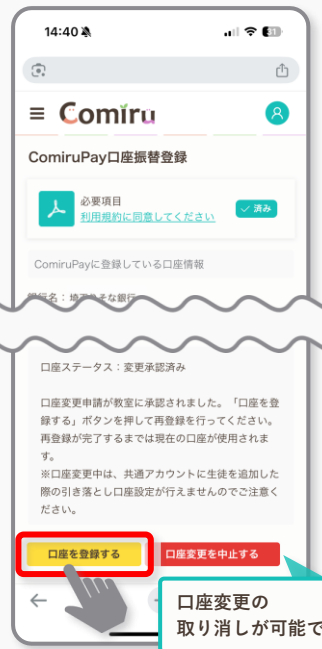 14:40
Comiru
ComiruPay口座振替登録
必要項目
利用規約に同意してください
済み
ComiruPayに登録している口座情報
口座ステータス：変更承認済み
口座変更申請が教室に承認されました。「口座を登
録する」ボタンを押して再登録を行ってください。
再登録が完了するまでは現在の口座が使用されま
す。
※口座変更中は、共通アカウントに生徒を追加した
際の引き落とし口座設定が行えませんのでご注意く
ださい。
口座を登録する
口座変更を中止する
口座変更の
取り消しが可能で